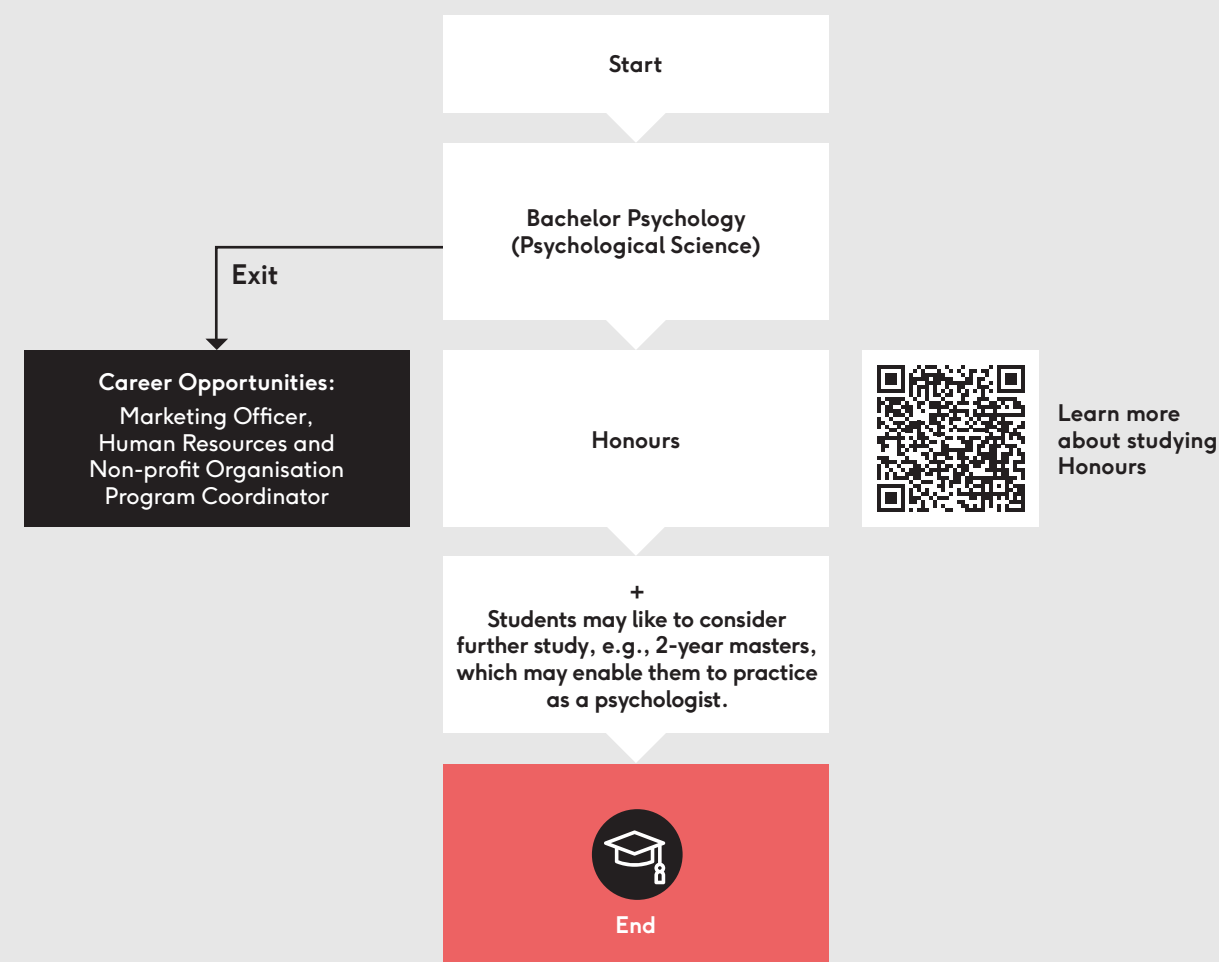 Start
Bachelor Psychology
(Psychological Science)
Exit
Career Opportunities:
Marketing Officer,
Human Resources and
Non-profit Organisation
Program Coordinator
Honours
Learn more
about studying
Honours
+
Students may like to consider
further study, e.g., 2-year masters,
which may enable them to practice
as a psychologist.
End